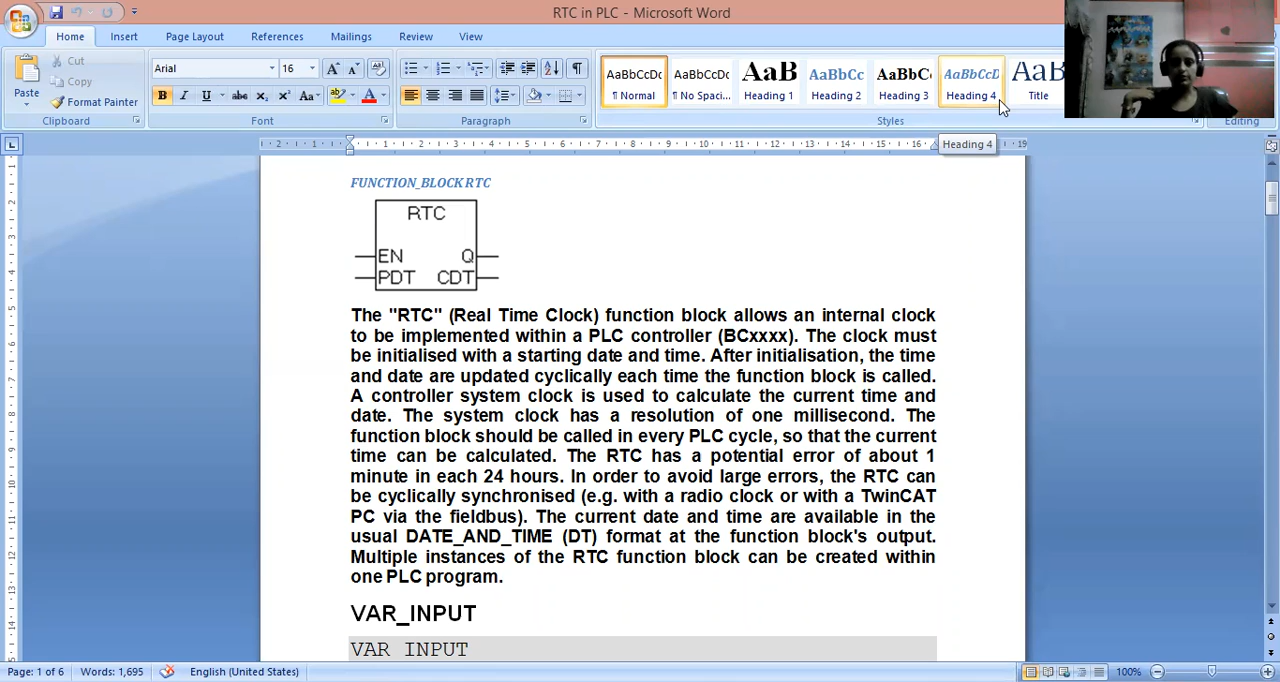 RTC in PLC - Microsoft Word
Home Insert Page Layout References Mailings Review View
Paste
Cut
Copy
Format Painter
Clipboard
Arial 16
Font
Paragraph
AaBbCcDc AaBbCcDc AaB AaBbCc AaBbCc AaBbCcD AaB
¶ Normal ¶ No Spaci... Heading 1 Heading 2 Heading 3 Heading 4 Title
Styles
Editing
Heading 4
FUNCTION_BLOCK RTC
RTC
EN Q
PDT CDT
The "RTC" (Real Time Clock) function block allows an internal clock
to be implemented within a PLC controller (BCxxxx). The clock must
be initialised with a starting date and time. After initialisation, the time
and date are updated cyclically each time the function block is called.
A controller system clock is used to calculate the current time and
date. The system clock has a resolution of one millisecond. The
function block should be called in every PLC cycle, so that the current
time can be calculated. The RTC has a potential error of about 1
minute in each 24 hours. In order to avoid large errors, the RTC can
be cyclically synchronised (e.g. with a radio clock or with a TwinCAT
PC via the fieldbus). The current date and time are available in the
usual DATE_AND_TIME (DT) format at the function block's output.
Multiple instances of the RTC function block can be created within
one PLC program.
VAR_INPUT
VAR_INPUT
Page: 1 of 6 Words: 1,695 English (United States) 100%